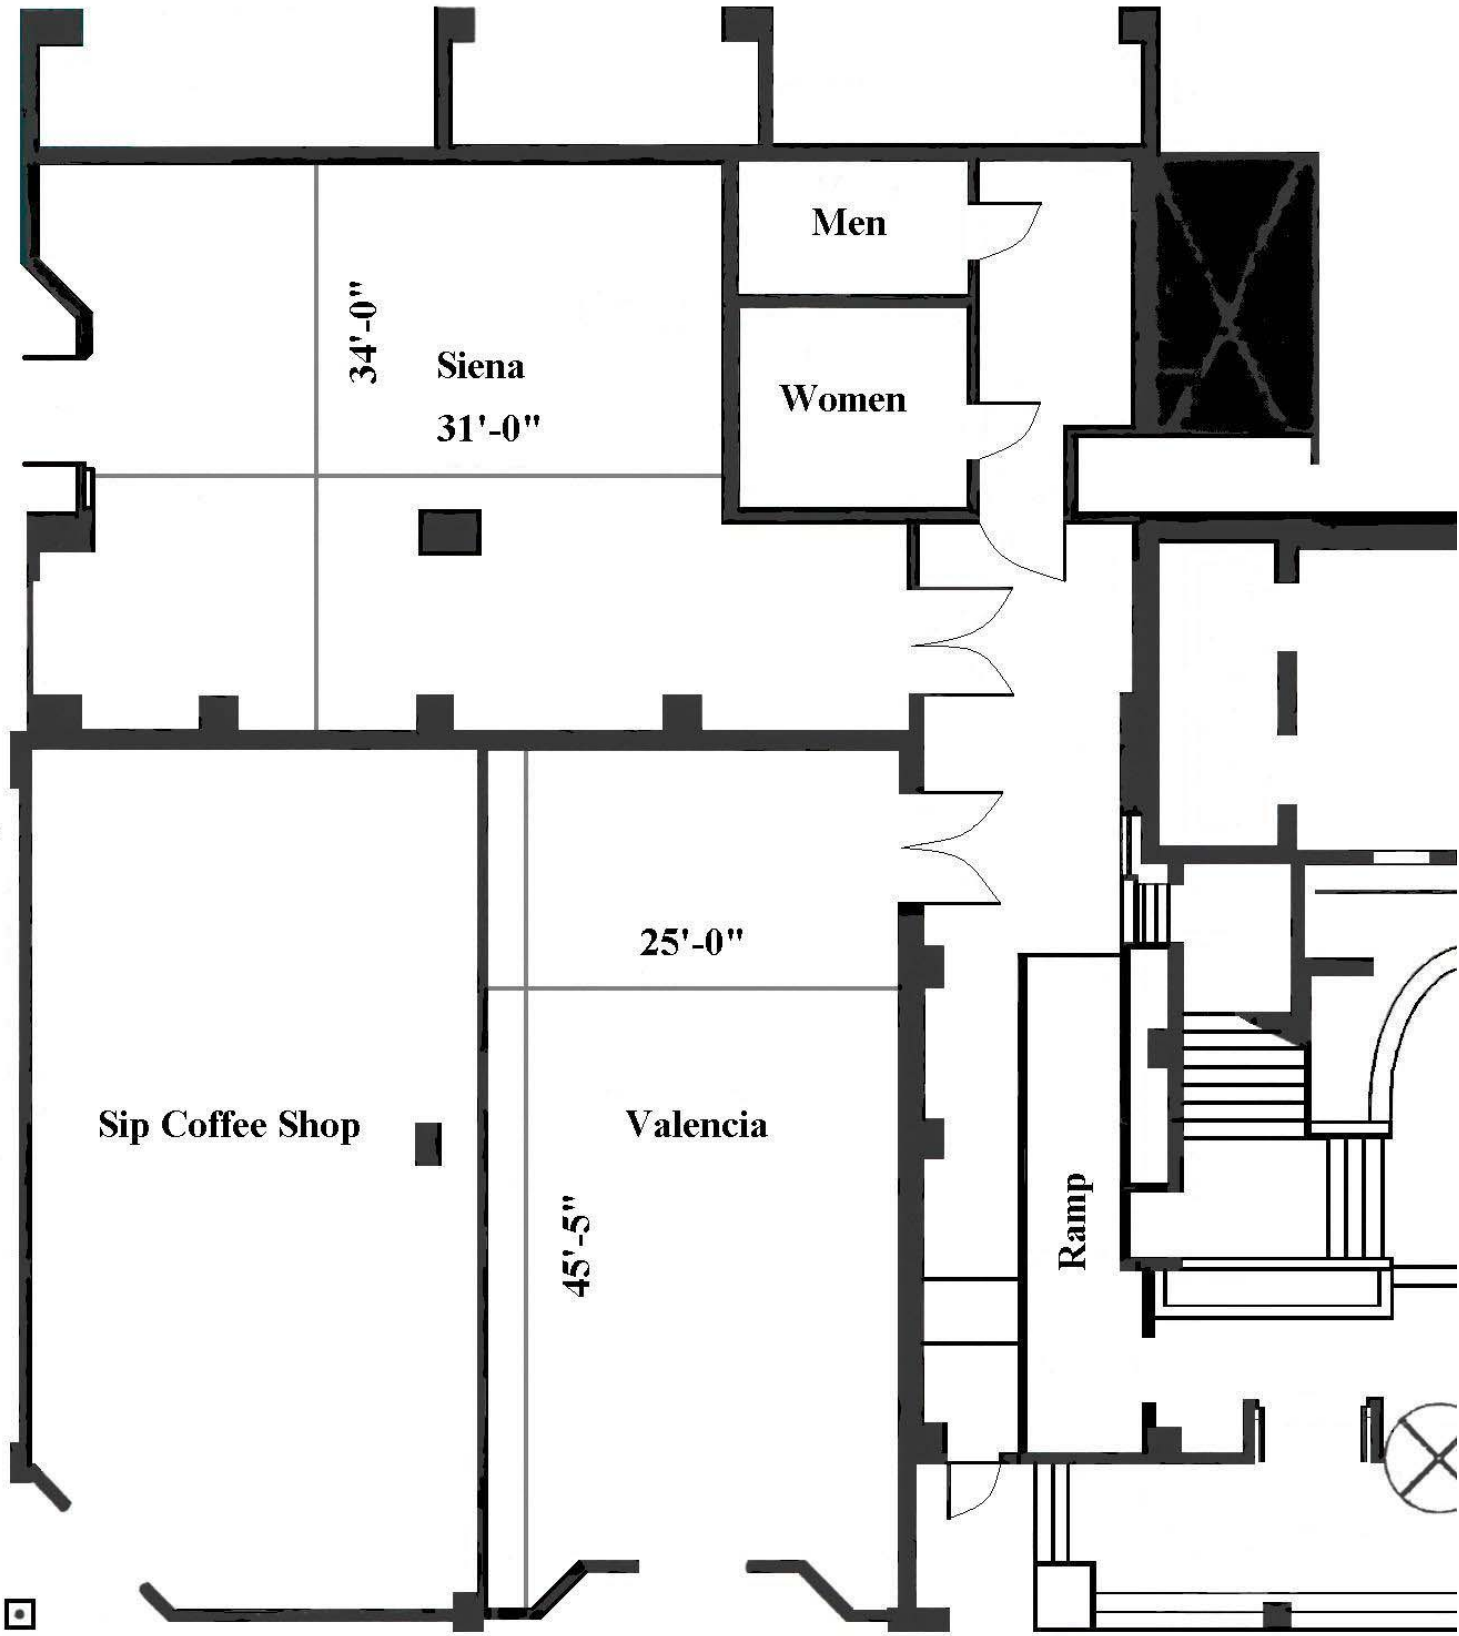 Men
34'-0"
Siena
Women
31'-0"
25'-0"
Sip Coffee Shop
Valencia
45'-5"
Ramp